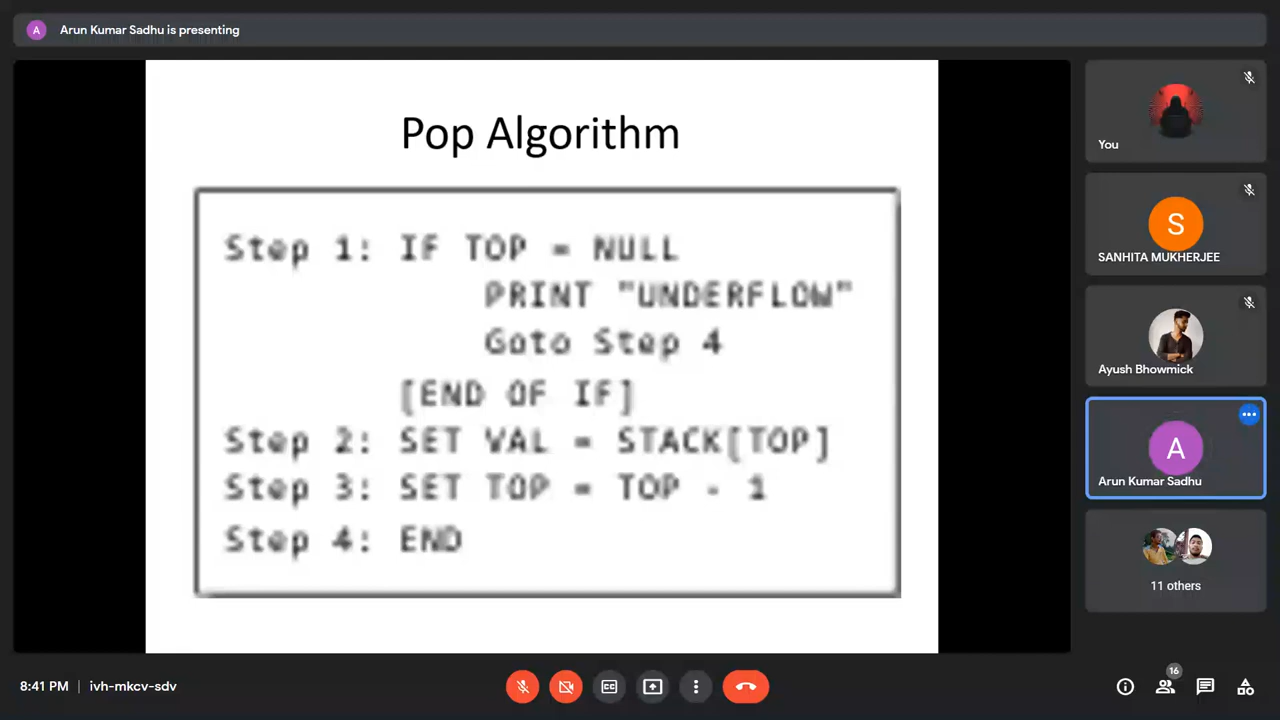 A Arun Kumar Sadhu is presenting
Pop Algorithm
Step 1: IF TOP = NULL
PRINT "UNDERFLOW"
Goto Step 4
[END OF IF]
Step 2: SET VAL = STACK[TOP]
Step 3: SET TOP = TOP - 1
Step 4: END
You
S
SANHITA MUKHERJEE
Ayush Bhowmick
A
Arun Kumar Sadhu
11 others
8:41 PM | ivh-mkcv-sdv
CC
16